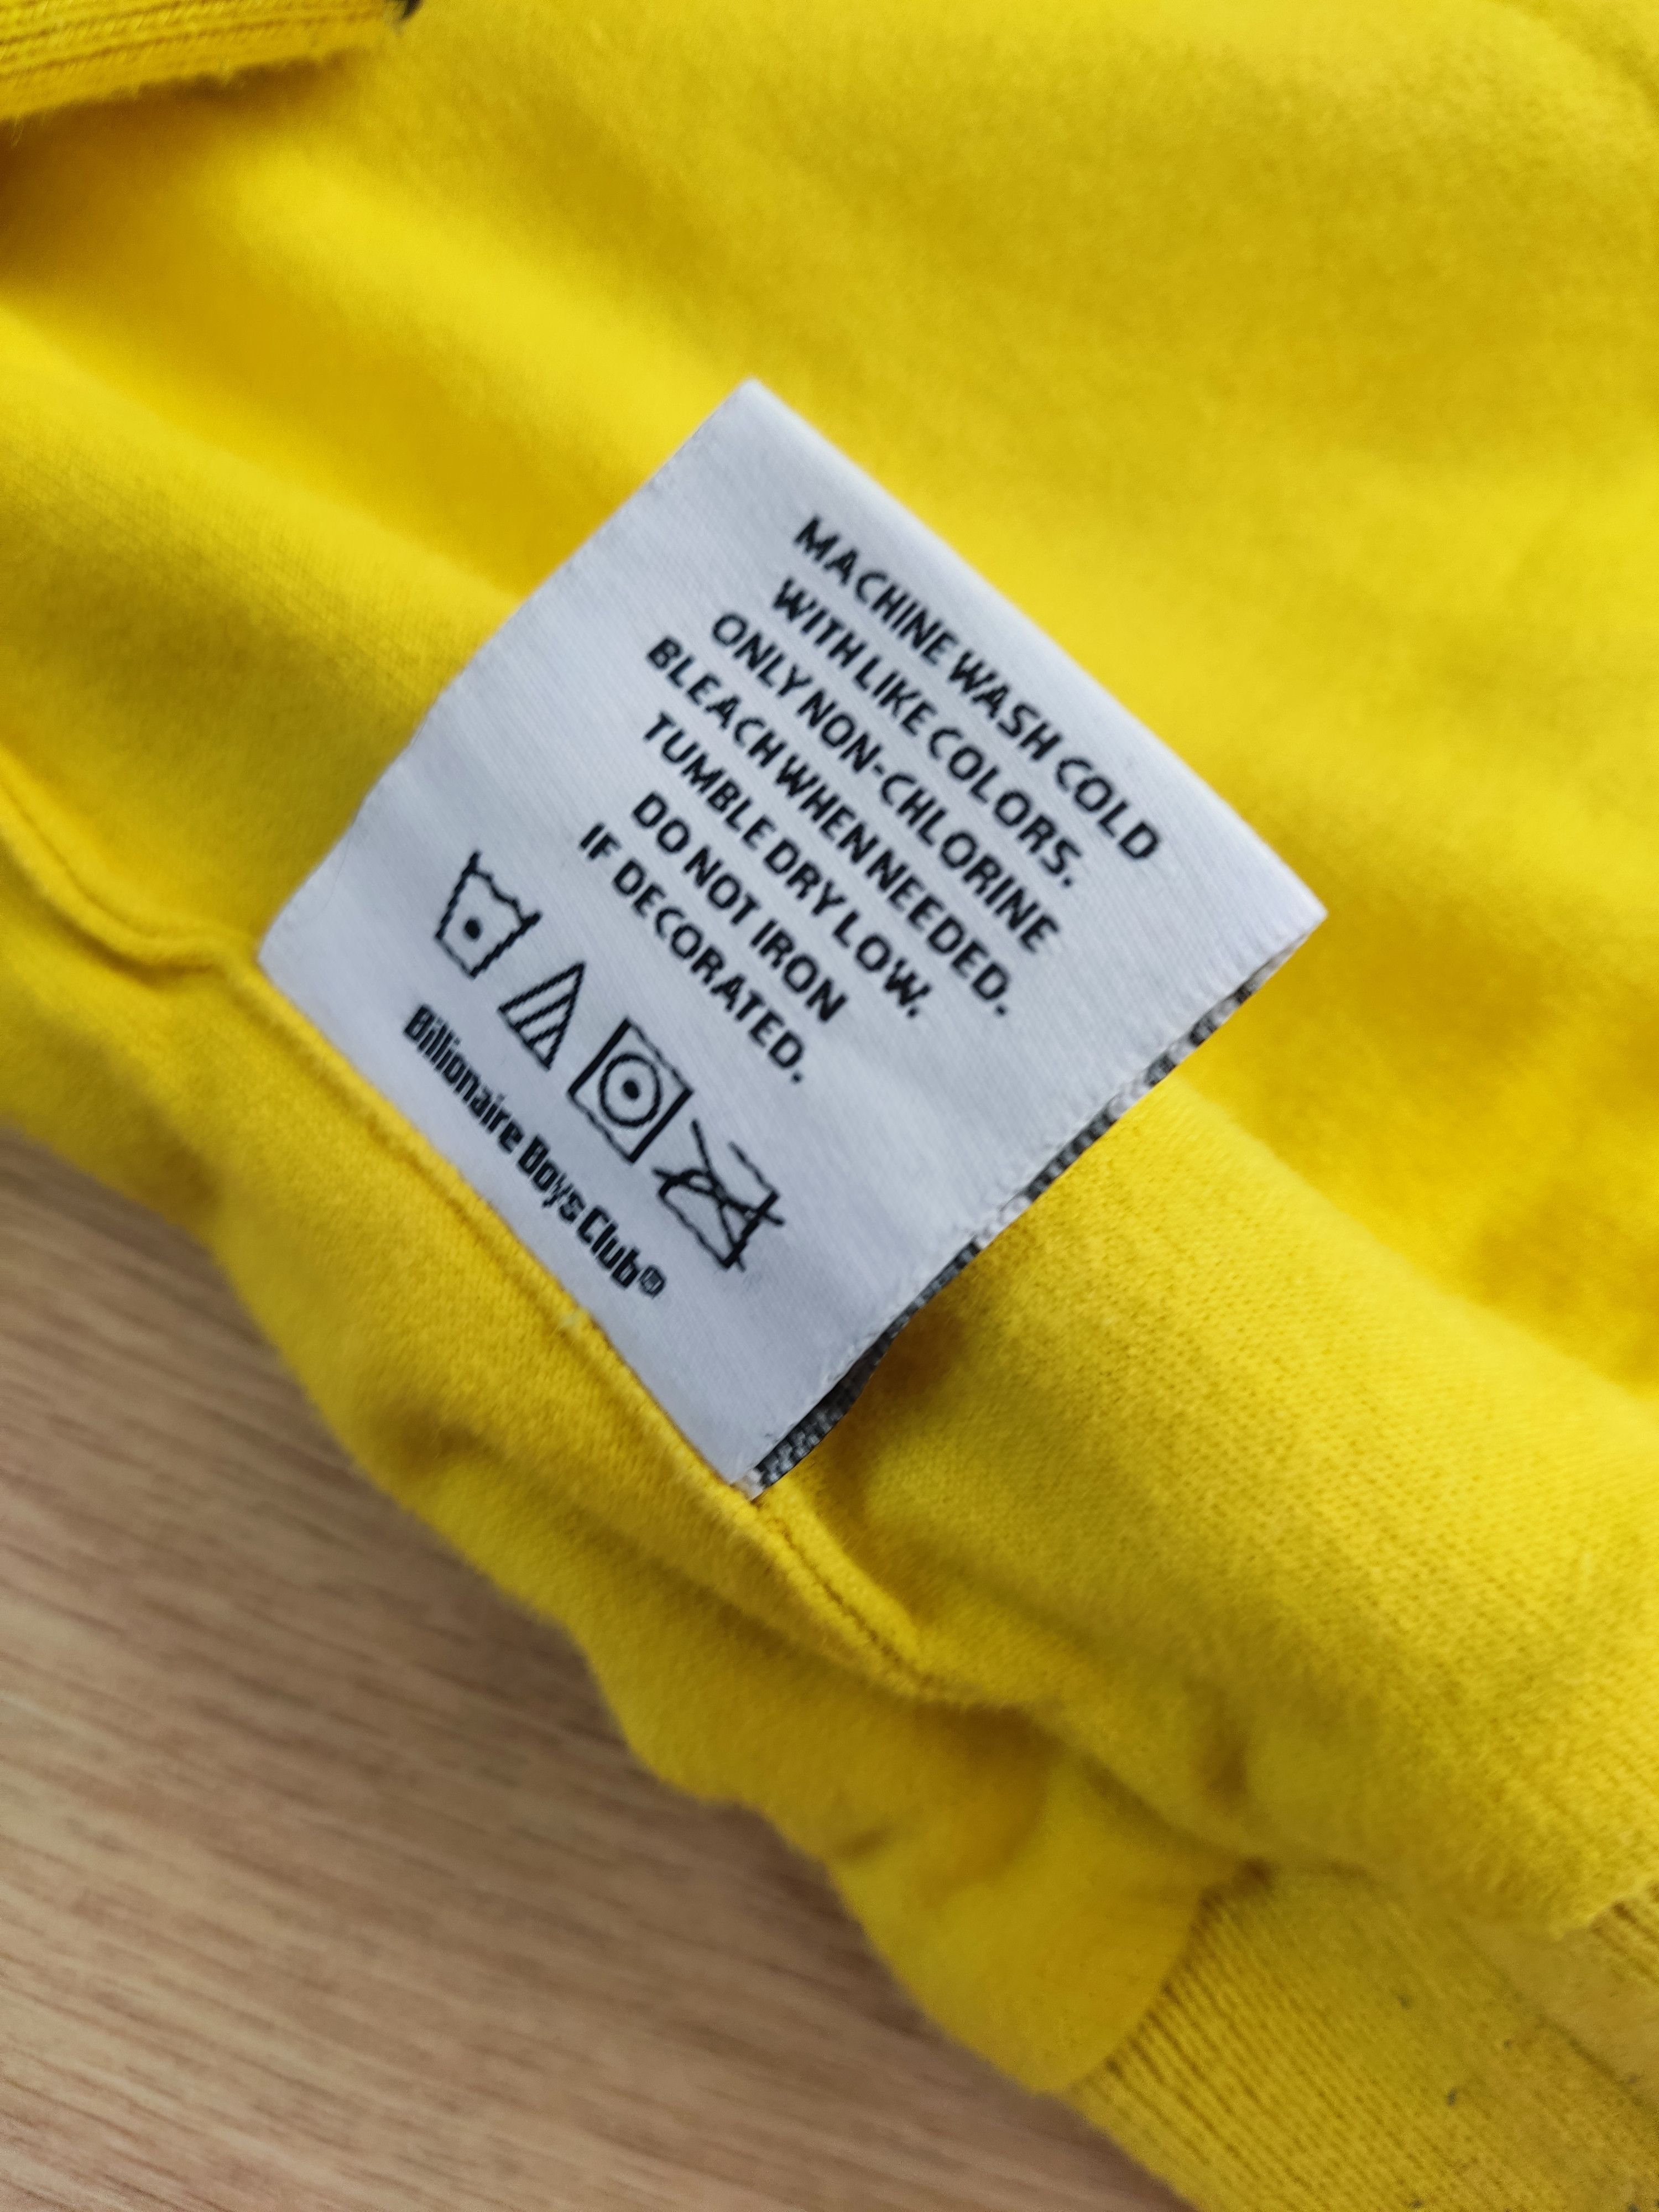 MACHINE WASH COLD
WITH LIKE COLORS.
ONLY NON-CHLORINE
BLEACH WHEN NEEDED.
TUMBLE DRY LOW.
DO NOT IRON
IF DECORATED.
Billionaire Boys Club®